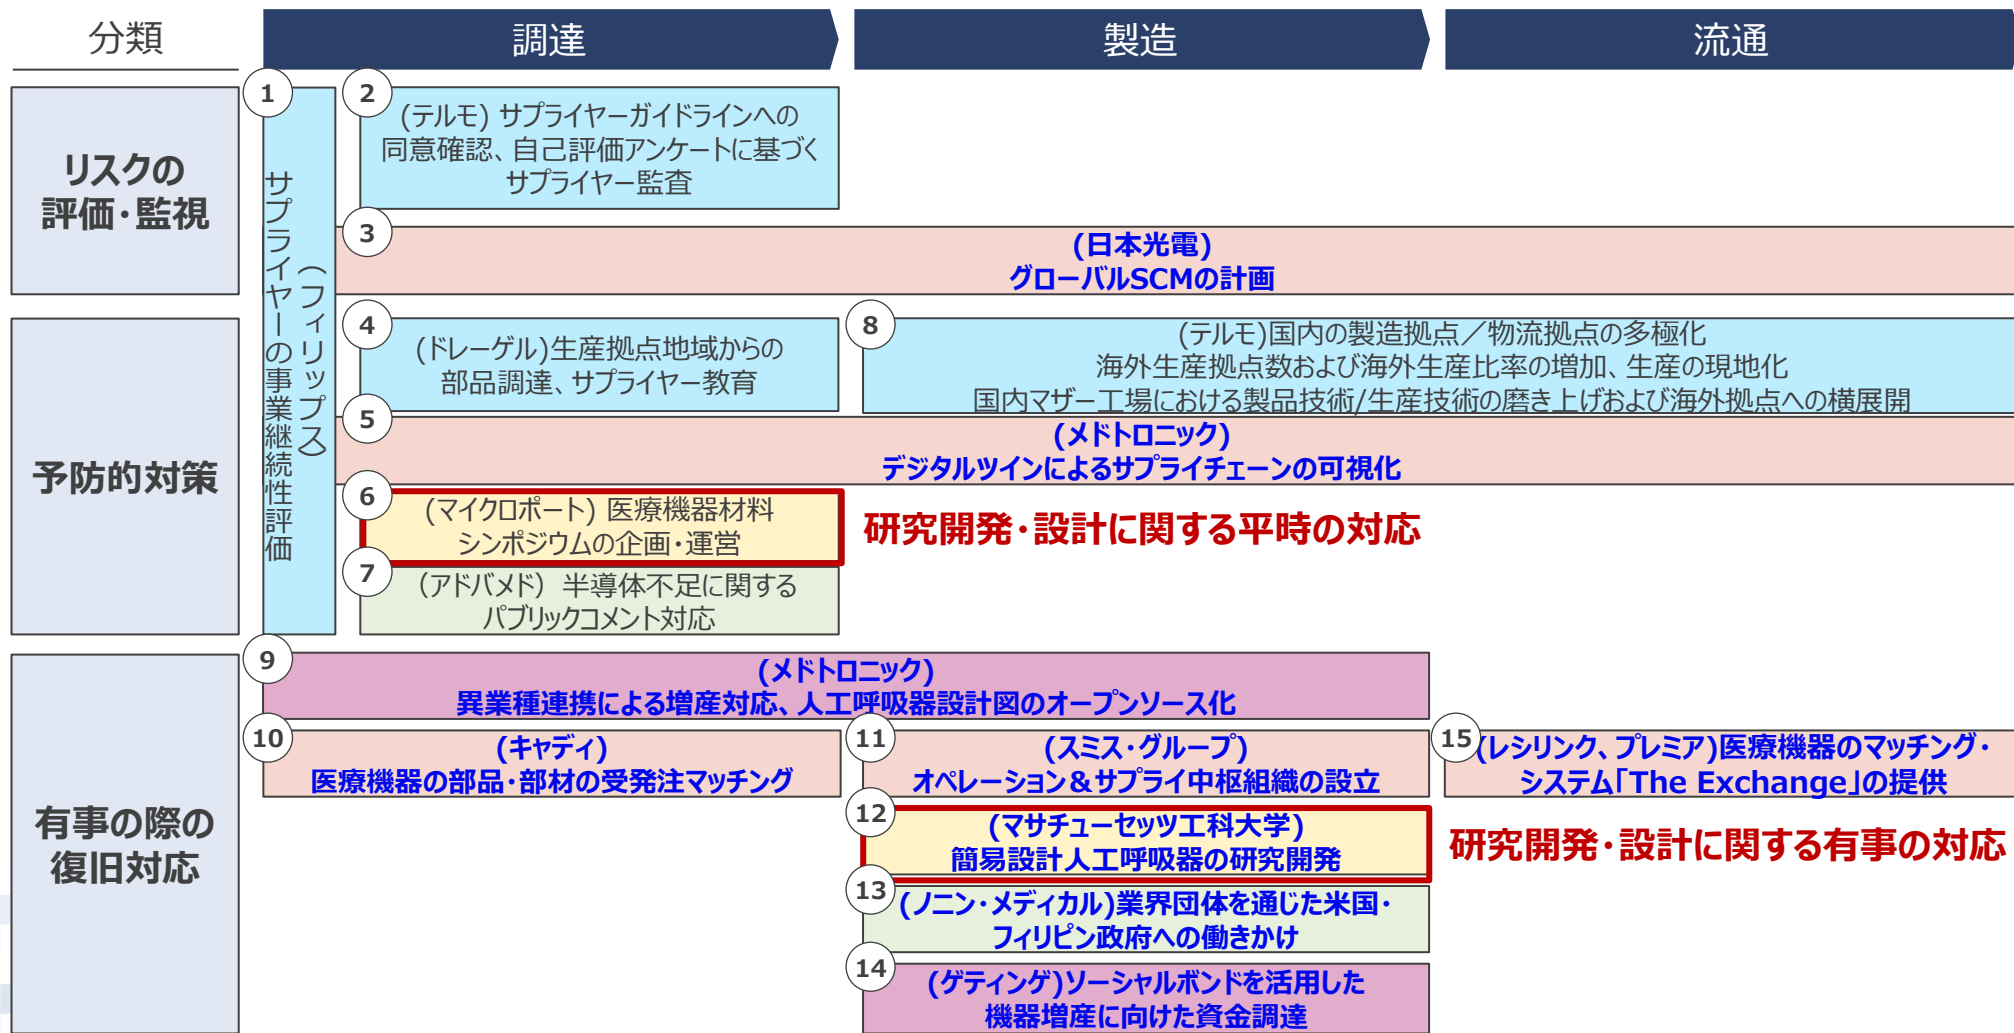 分類
調達
製造
流通
リスクの
評価・監視
1
サプライヤーの事業継続性評価
(フィリップス)
2
(テルモ) サプライヤーガイドラインへの
同意確認、自己評価アンケートに基づく
サプライヤー監査
3
(日本光電)
グローバルSCMの計画
予防的対策
4
(ドレーゲル)生産拠点地域からの
部品調達、サプライヤー教育
8
(テルモ)国内の製造拠点／物流拠点の多極化
海外生産拠点数および海外生産比率の増加、生産の現地化
国内マザー工場における製品技術/生産技術の磨き上げおよび海外拠点への横展開
5
(メドトロニック)
デジタルツインによるサプライチェーンの可視化
6
(マイクロポート) 医療機器材料
シンポジウムの企画・運営
研究開発・設計に関する平時の対応
7
(アドバメド) 半導体不足に関する
パブリックコメント対応
有事の際の
復旧対応
9
(メドトロニック)
異業種連携による増産対応、人工呼吸器設計図のオープンソース化
10
(キャディ)
医療機器の部品・部材の受発注マッチング
11
(スミス・グループ)
オペレーション＆サプライ中枢組織の設立
15
(レシリンク、プレミア)医療機器のマッチング・
システム「The Exchange」の提供
12
(マサチューセッツ工科大学)
簡易設計人工呼吸器の研究開発
研究開発・設計に関する有事の対応
13
(ノニン・メディカル)業界団体を通じた米国・
フィリピン政府への働きかけ
14
(ゲティンゲ)ソーシャルボンドを活用した
機器増産に向けた資金調達